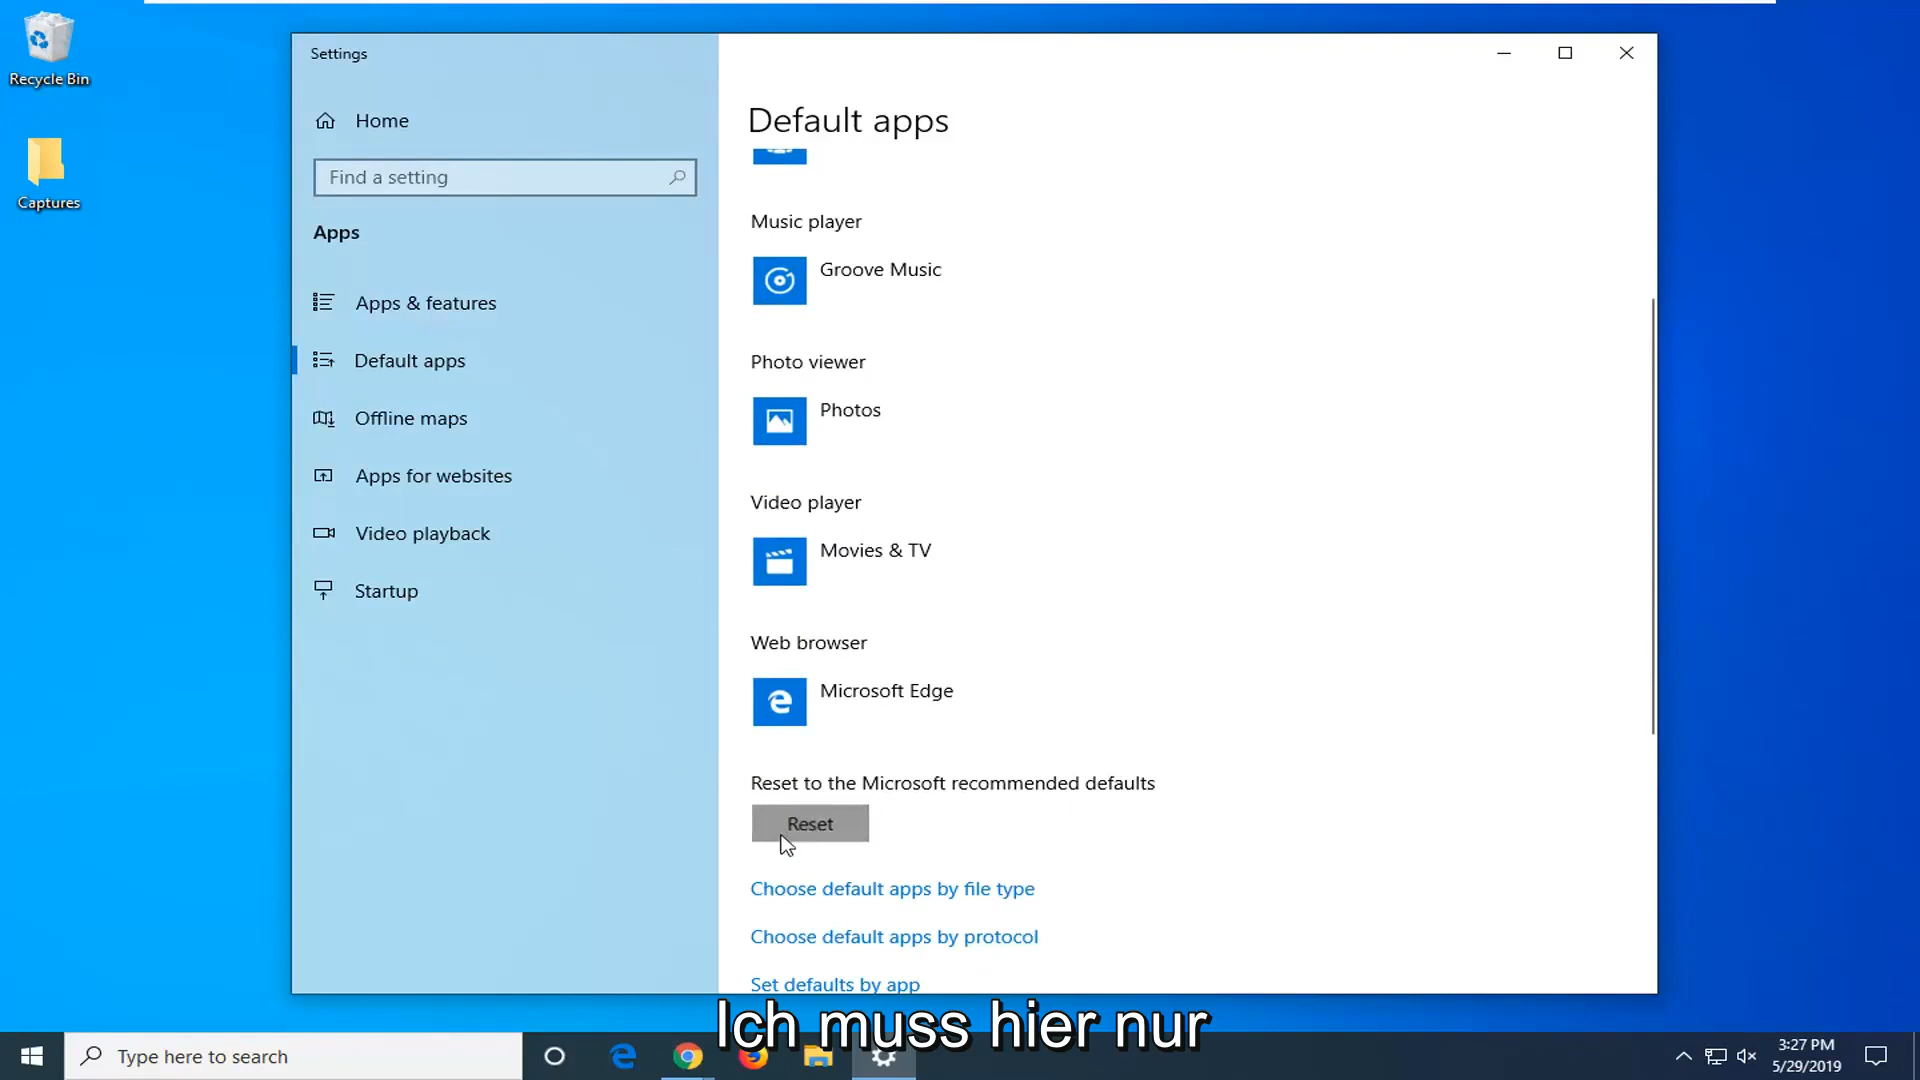 Recycle Bin
Captures
Settings
Home
Find a setting
Apps
Apps & features
Default apps
Offline maps
Apps for websites
Video playback
Startup
Default apps
Music player
Groove Music
Photo viewer
Photos
Video player
Movies & TV
Web browser
Microsoft Edge
Reset to the Microsoft recommended defaults
Reset
Choose default apps by file type
Choose default apps by protocol
Set defaults by app
Ich muss hier nur
Type here to search
3:27 PM
5/29/2019